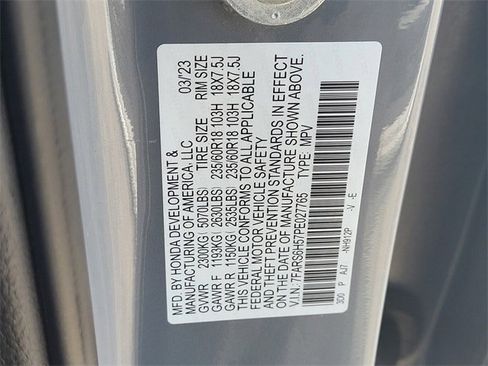 MFD. BY HONDA DEVELOPMENT & 03/23
MANUFACTURING OF AMERICA, LLC
TIRE SIZE RIM SIZE
GVWR 2300KG 5070LBS
GAWR F 1193KG 2630LBS 235/60R18 103H 18X7.5J
GAWR R 1150KG 2535LBS 235/60R18 103H 18X7.5J
THIS VEHICLE CONFORMS TO ALL APPLICABLE
FEDERAL MOTOR VEHICLE SAFETY
AND THEFT PREVENTION STANDARDS IN EFFECT
ON THE DATE OF MANUFACTURE SHOWN ABOVE.
V.I.N.: 7FARS6H57PE027765 TYPE: MPV
3D0 P AJ7 -NH912P -V -E